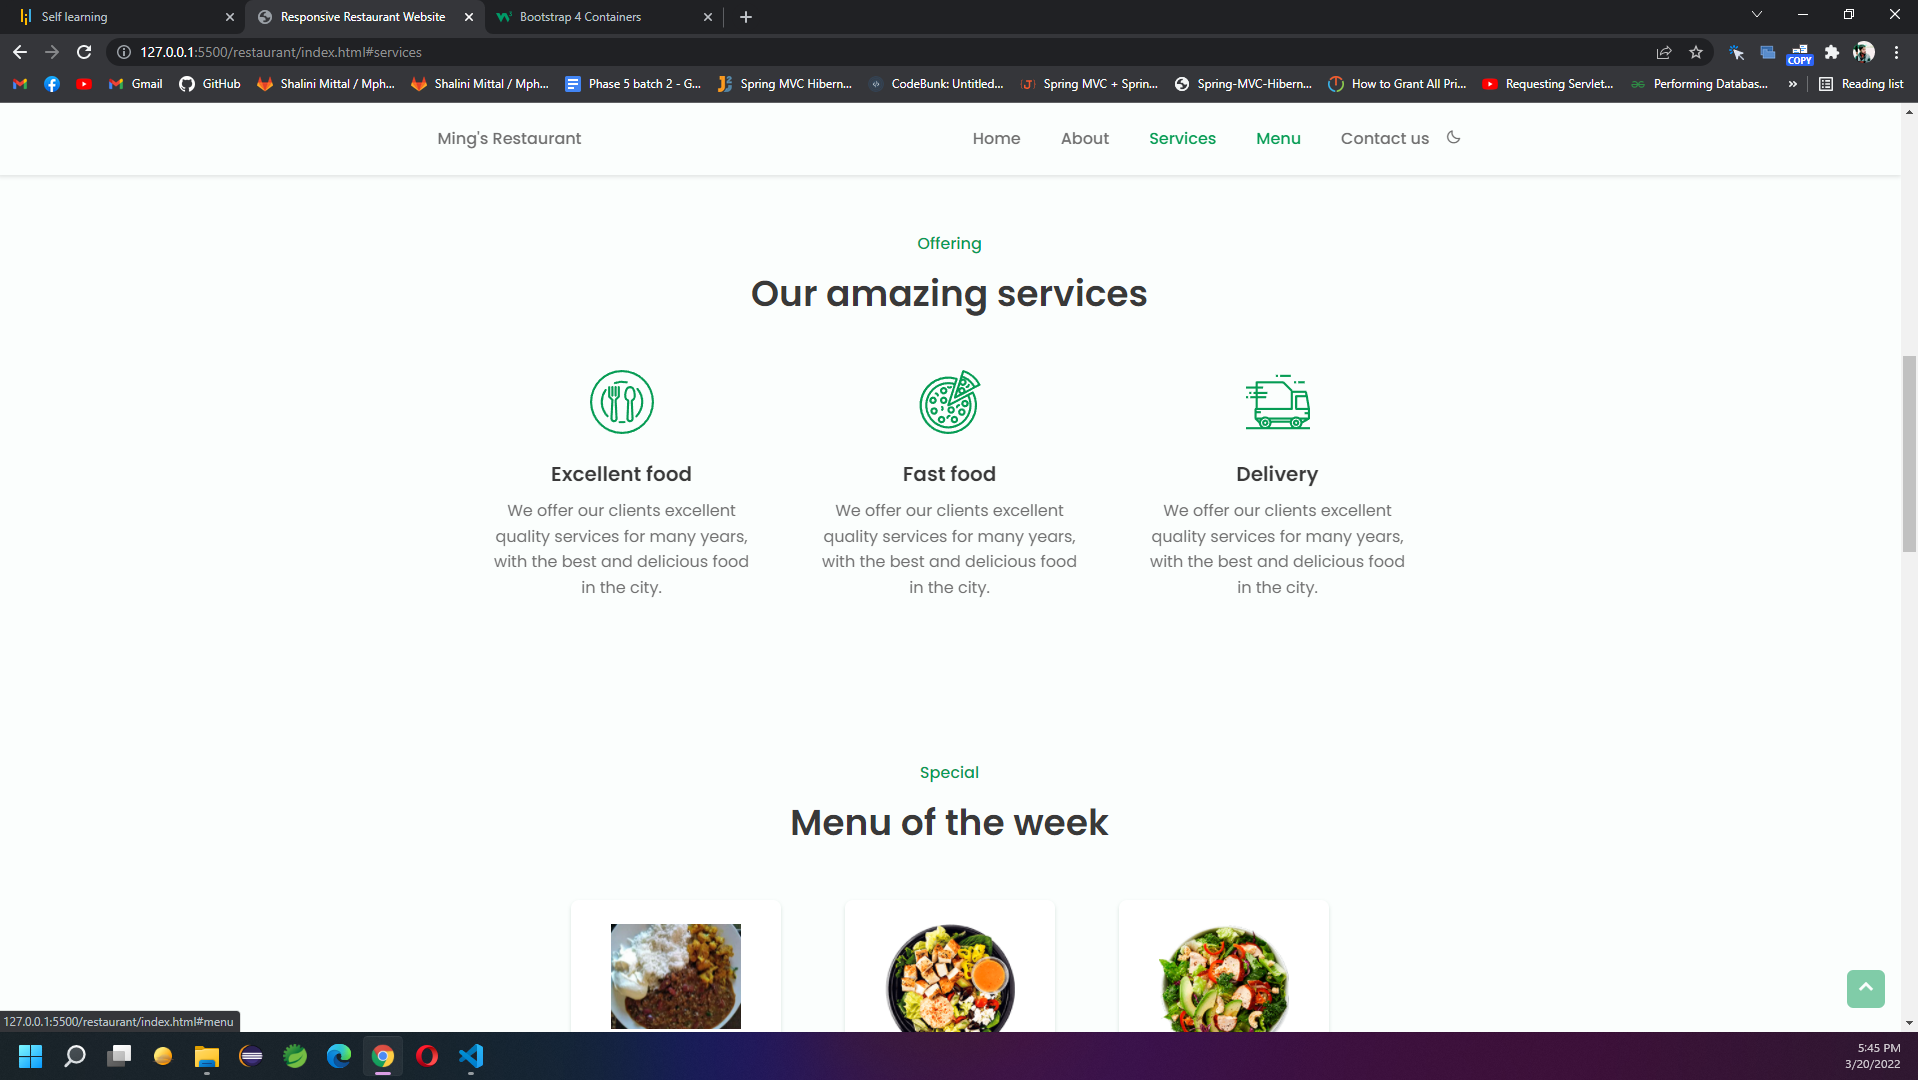 Self learning
Responsive Restaurant Website
Bootstrap 4 Containers
127.0.0.1:5500/restaurant/index.html#services
COPY
Gmail
GitHub
Shalini Mittal / Mph...
Shalini Mittal / Mph...
Phase 5 batch 2 - G...
Spring MVC Hibern...
CodeBunk: Untitled...
Spring MVC + Sprin...
Spring-MVC-Hibern...
How to Grant All Pri...
Requesting Servlet...
Performing Databas...
»
Reading list
Ming's Restaurant
Home
About
Services
Menu
Contact us
Offering
Our amazing services
Excellent food
We offer our clients excellent
quality services for many years,
with the best and delicious food
in the city.
Fast food
We offer our clients excellent
quality services for many years,
with the best and delicious food
in the city.
Delivery
We offer our clients excellent
quality services for many years,
with the best and delicious food
in the city.
Special
Menu of the week
127.0.0.1:5500/restaurant/index.html#menu
5:45 PM
3/20/2022